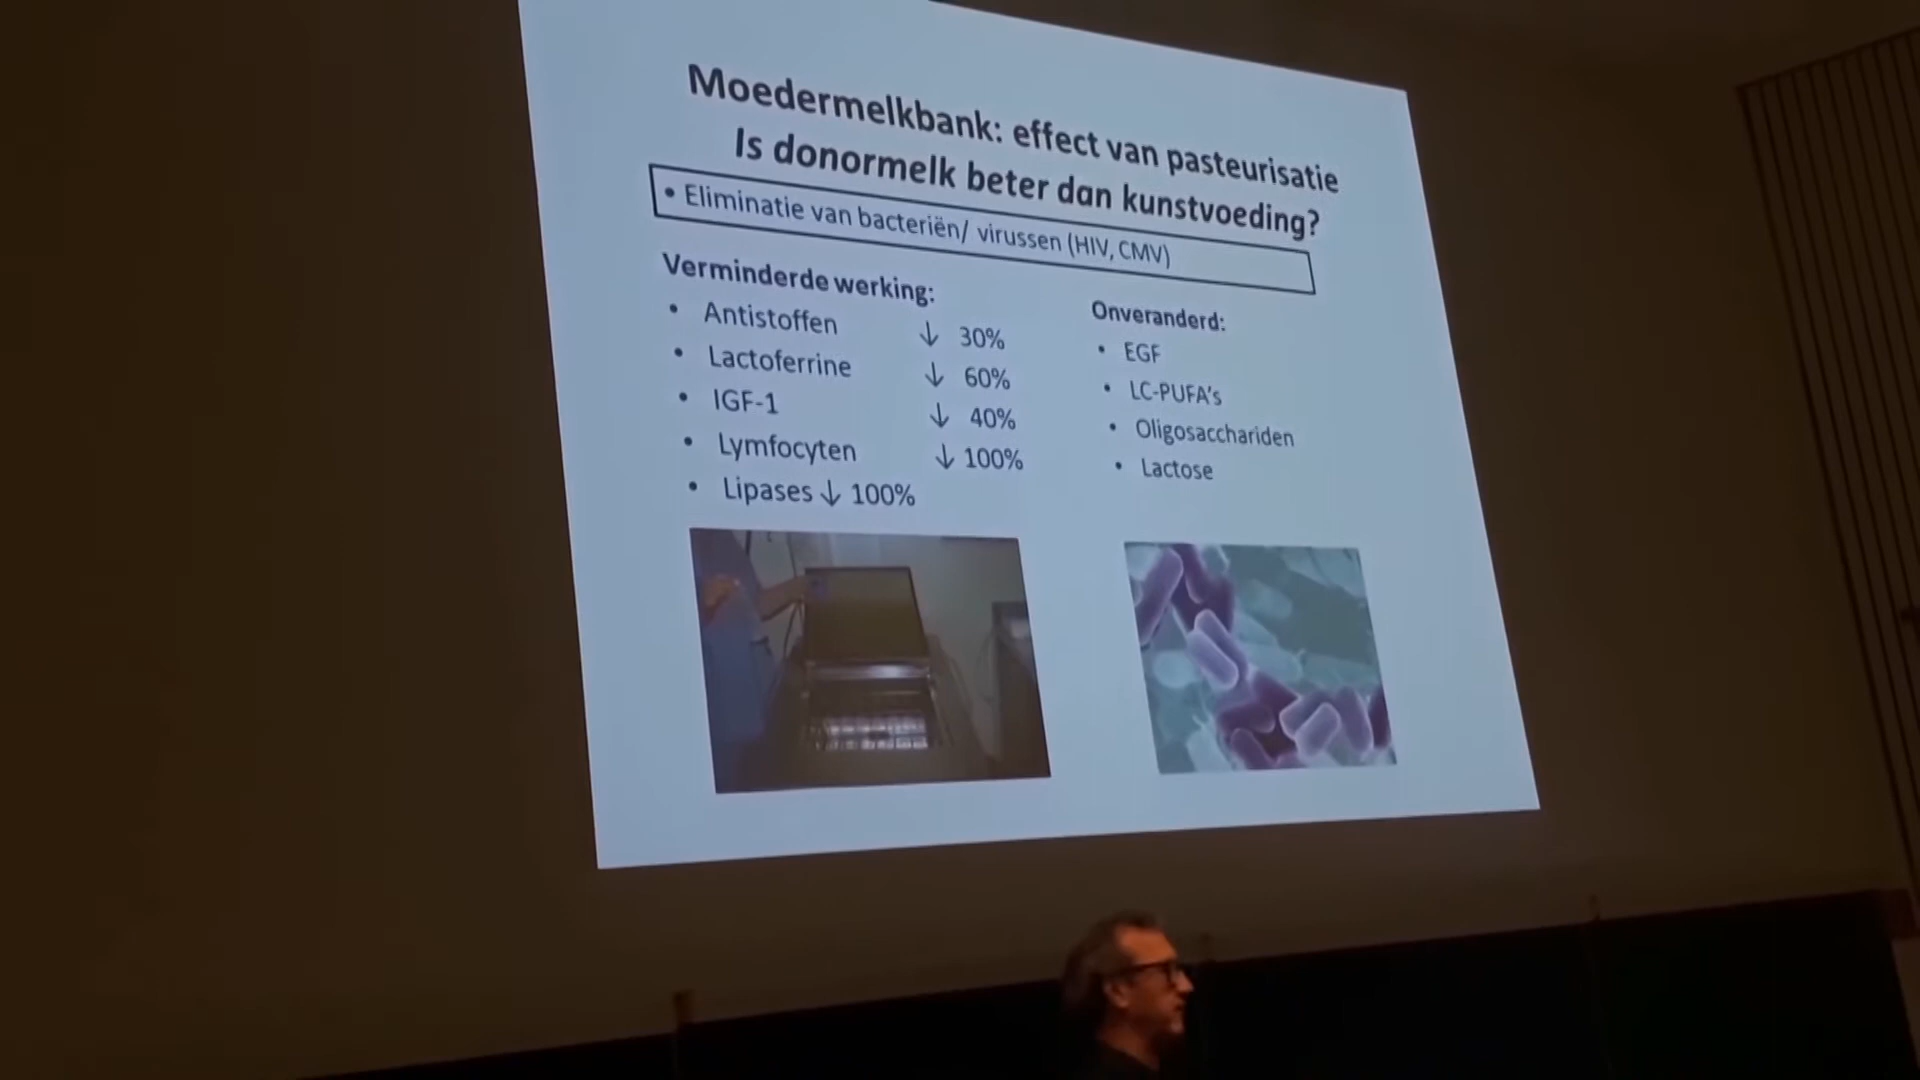 Moedermelkbank: effect van pasteurisatie
Is donormelk beter dan kunstvoeding?
• Eliminatie van bacteriën/ virussen (HIV, CMV)
Verminderde werking:
• Antistoffen ↓ 30%
• Lactoferrine ↓ 60%
• IGF-1 ↓ 40%
• Lymfocyten ↓ 100%
• Lipases ↓ 100%
Onveranderd:
• EGF
• LC-PUFA's
• Oligosacchariden
• Lactose